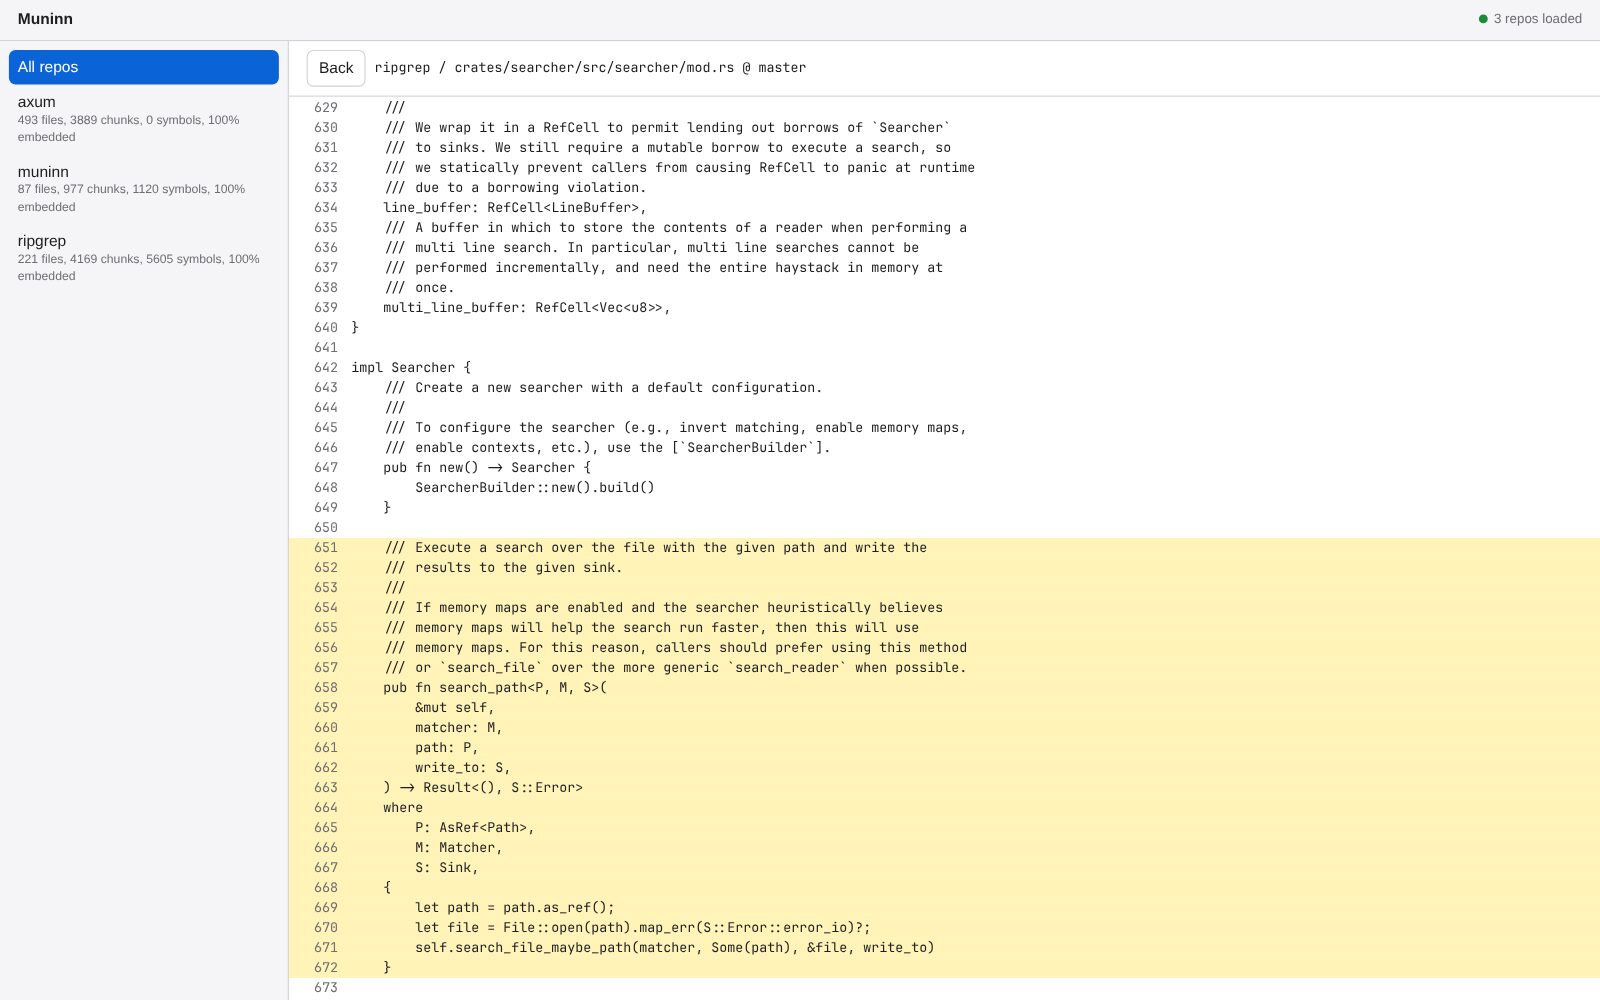 Muninn
3 repos loaded
All repos
axum
493 files, 3889 chunks, 0 symbols, 100%
embedded
muninn
87 files, 977 chunks, 1120 symbols, 100%
embedded
ripgrep
221 files, 4169 chunks, 5605 symbols, 100%
embedded
Back
ripgrep / crates/searcher/src/searcher/mod.rs @ master
629     ///
630     /// We wrap it in a RefCell to permit lending out borrows of `Searcher`
631     /// to sinks. We still require a mutable borrow to execute a search, so
632     /// we statically prevent callers from causing RefCell to panic at runtime
633     /// due to a borrowing violation.
634     line_buffer: RefCell<LineBuffer>,
635     /// A buffer in which to store the contents of a reader when performing a
636     /// multi line search. In particular, multi line searches cannot be
637     /// performed incrementally, and need the entire haystack in memory at
638     /// once.
639     multi_line_buffer: RefCell<Vec<u8>>,
640 }
641
642 impl Searcher {
643     /// Create a new searcher with a default configuration.
644     ///
645     /// To configure the searcher (e.g., invert matching, enable memory maps,
646     /// enable contexts, etc.), use the [`SearcherBuilder`].
647     pub fn new() -> Searcher {
648         SearcherBuilder::new().build()
649     }
650
651     /// Execute a search over the file with the given path and write the
652     /// results to the given sink.
653     ///
654     /// If memory maps are enabled and the searcher heuristically believes
655     /// memory maps will help the search run faster, then this will use
656     /// memory maps. For this reason, callers should prefer using this method
657     /// or `search_file` over the more generic `search_reader` when possible.
658     pub fn search_path<P, M, S>(
659         &mut self,
660         matcher: M,
661         path: P,
662         write_to: S,
663     ) -> Result<(), S::Error>
664     where
665         P: AsRef<Path>,
666         M: Matcher,
667         S: Sink,
668     {
669         let path = path.as_ref();
670         let file = File::open(path).map_err(S::Error::error_io)?;
671         self.search_file_maybe_path(matcher, Some(path), &file, write_to)
672     }
673